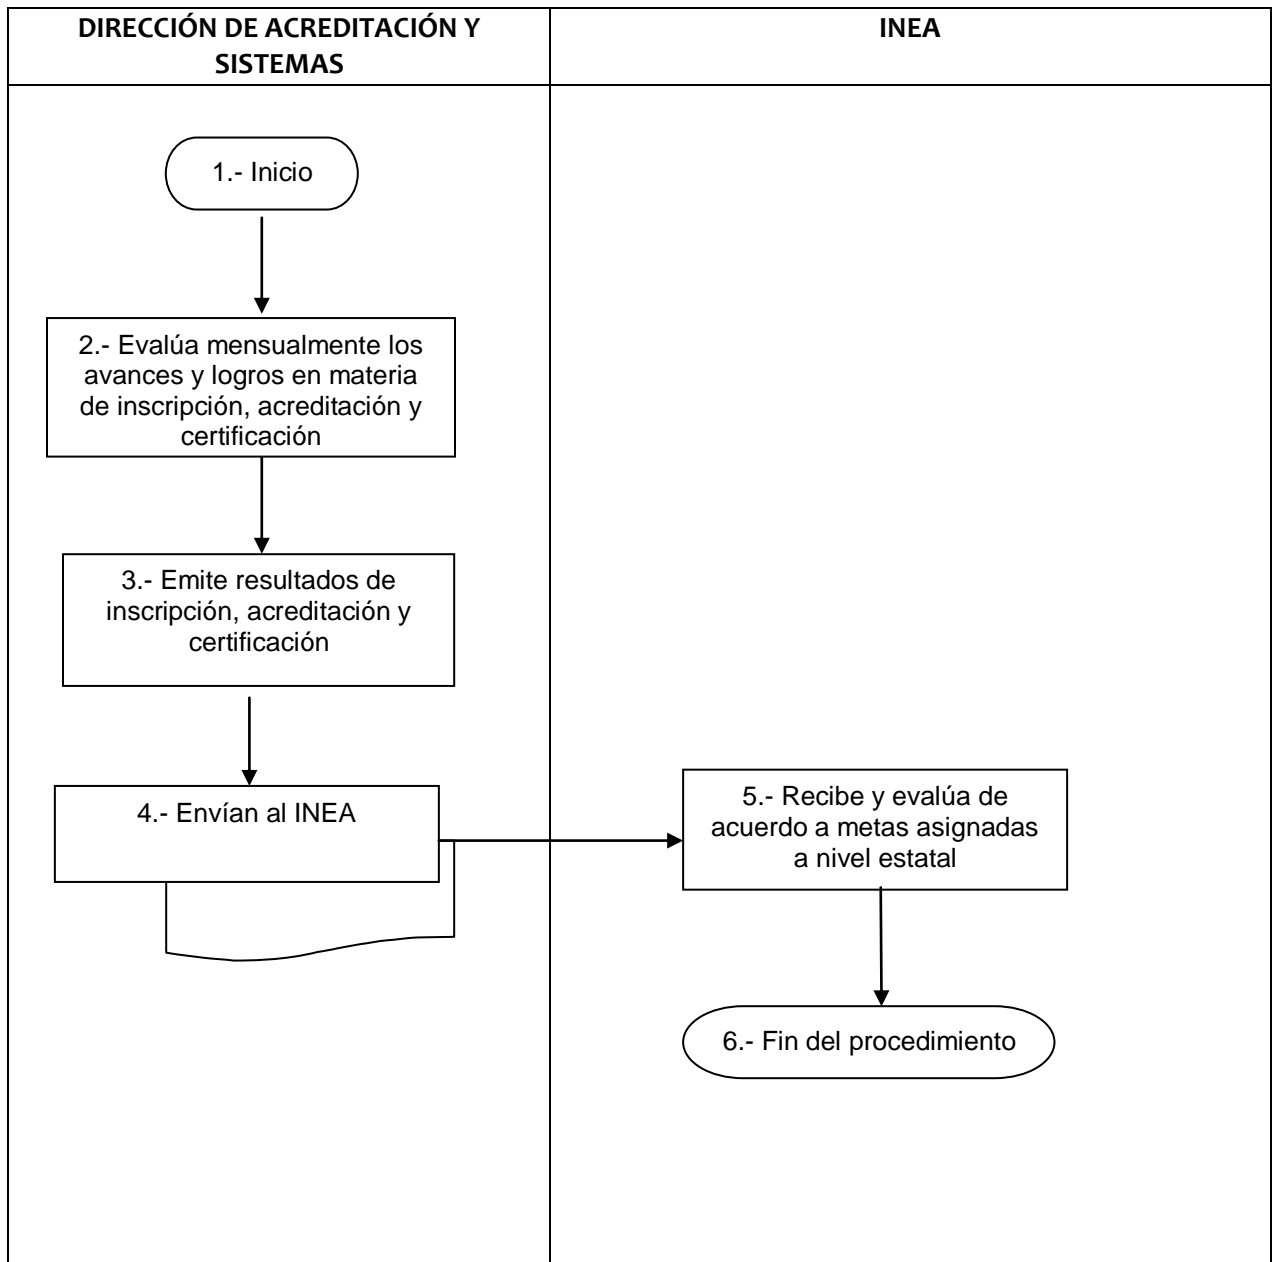 DIRECCIÓN DE ACREDITACIÓN Y
SISTEMAS
INEA
1.- Inicio
2.- Evalúa mensualmente los
avances y logros en materia
de inscripción, acreditación y
certificación
3.- Emite resultados de
inscripción, acreditación y
certificación
4.- Envían al INEA
5.- Recibe y evalúa de
acuerdo a metas asignadas
a nivel estatal
6.- Fin del procedimiento